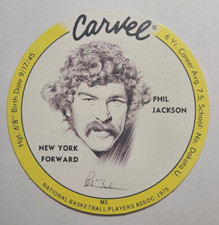 Carvel®
Hgt. 6'8" Birth Date 9/17/45
6 Yr. Career Avg. 7.5, School: No. Dakota U
PHIL
JACKSON
NEW YORK
FORWARD
MS
NATIONAL BASKETBALL PLAYERS ASSOC. 1975